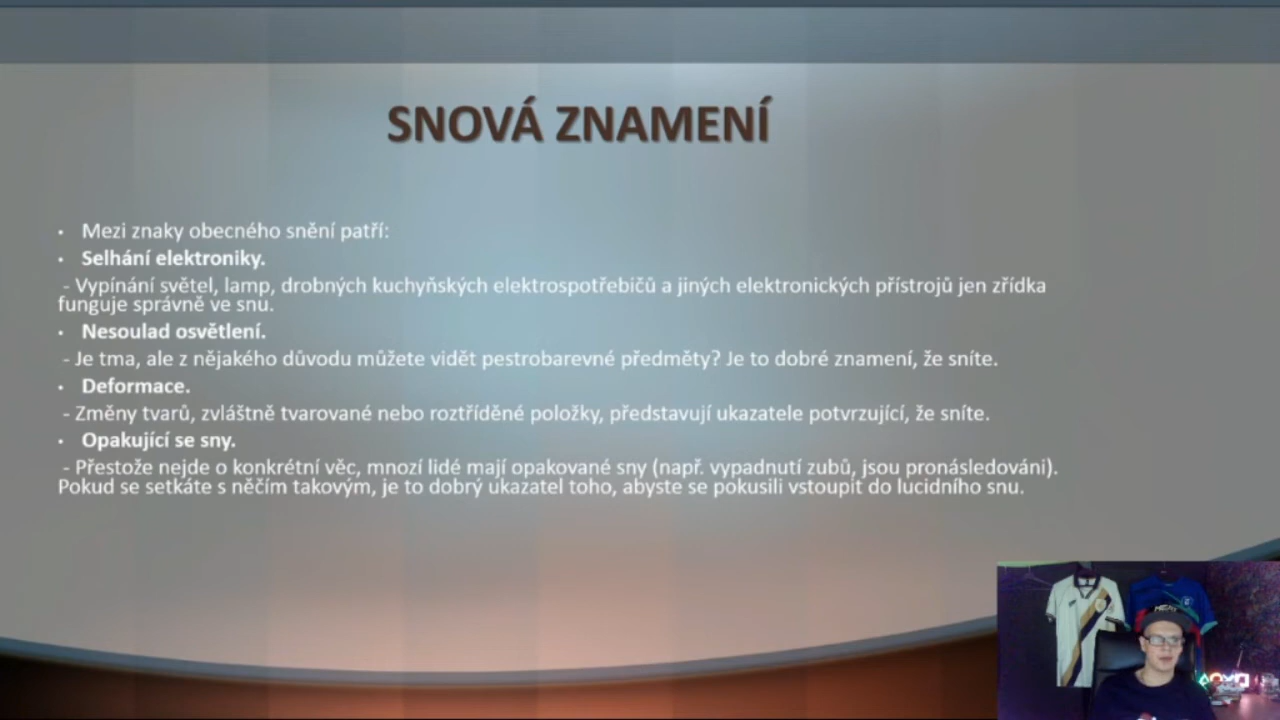 SNOVÁ ZNAMENÍ
• Mezi znaky obecného snění patří:
• Selhání elektroniky.
- Vypínání světel, lamp, drobných kuchyňských elektrospotřebičů a jiných elektronických přístrojů jen zřídka
funguje správně ve snu.
• Nesoulad osvětlení.
- Je tma, ale z nějakého důvodu můžete vidět pestrobarevné předměty? Je to dobré znamení, že sníte.
• Deformace.
- Změny tvarů, zvláštně tvarované nebo roztříděné položky, představují ukazatele potvrzující, že sníte.
• Opakující se sny.
- Přestože nejde o konkrétní věc, mnozí lidé mají opakované sny (např. vypadnutí zubů, jsou pronásledováni).
Pokud se setkáte s něčím takovým, je to dobrý ukazatel toho, abyste se pokusili vstoupit do lucidního snu.